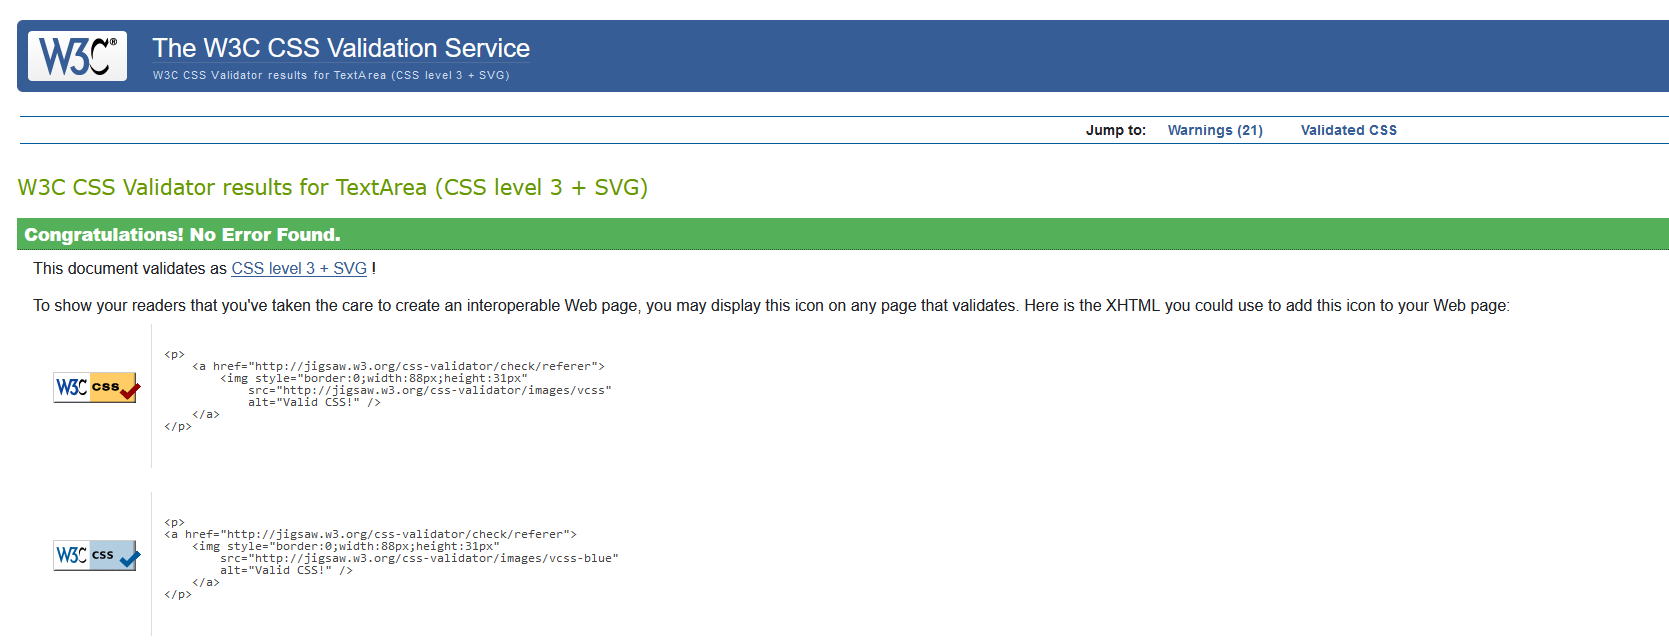 W3C®
The W3C CSS Validation Service
W3C CSS Validator results for TextArea (CSS level 3 + SVG)
Jump to: Warnings (21) Validated CSS
W3C CSS Validator results for TextArea (CSS level 3 + SVG)
Congratulations! No Error Found.
This document validates as CSS level 3 + SVG !
To show your readers that you've taken the care to create an interoperable Web page, you may display this icon on any page that validates. Here is the XHTML you could use to add this icon to your Web page:
W3C css
<p>
<a href="http://jigsaw.w3.org/css-validator/check/referer">
<img style="border:0;width:88px;height:31px"
src="http://jigsaw.w3.org/css-validator/images/vcss"
alt="Valid CSS!" />
</a>
</p>
W3C css
<p>
<a href="http://jigsaw.w3.org/css-validator/check/referer">
<img style="border:0;width:88px;height:31px"
src="http://jigsaw.w3.org/css-validator/images/vcss-blue"
alt="Valid CSS!" />
</a>
</p>